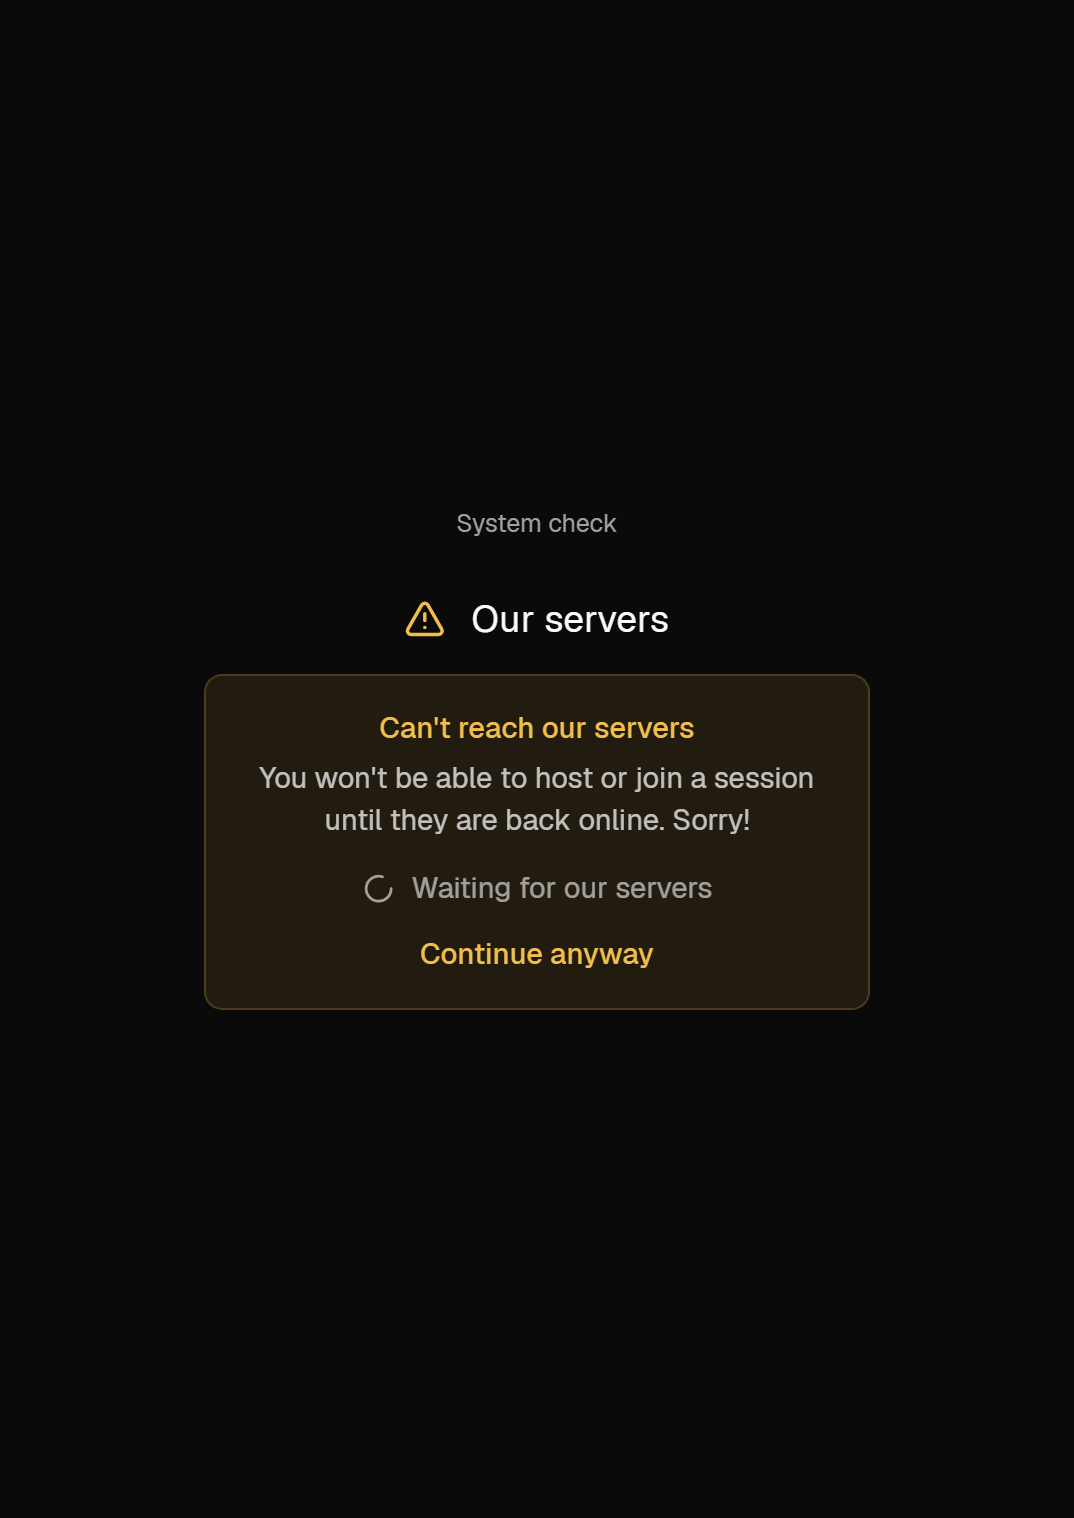 System check
Our servers
Can't reach our servers
You won't be able to host or join a session
until they are back online. Sorry!
Waiting for our servers
Continue anyway